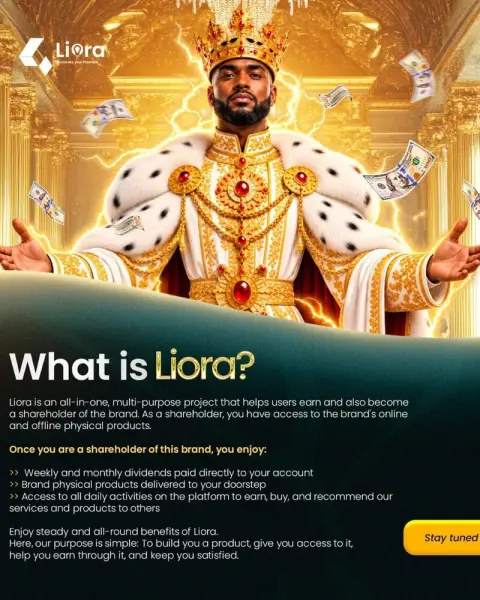 Liora
What is Liora?
Liora is an all-in-one, multi-purpose project that helps users earn and also become
a shareholder of the brand. As a shareholder, you have access to the brand's online
and offline physical products.
Once you are a shareholder of this brand, you enjoy:
>> Weekly and monthly dividends paid directly to your account
>> Brand physical products delivered to your doorstep
>> Access to all daily activities on the platform to earn, buy, and recommend our
services and products to others
Enjoy steady and all-round benefits of Liora.
Here, our purpose is simple: To build you a product, give you access to it,
help you earn through it, and keep you satisfied.
Stay tuned